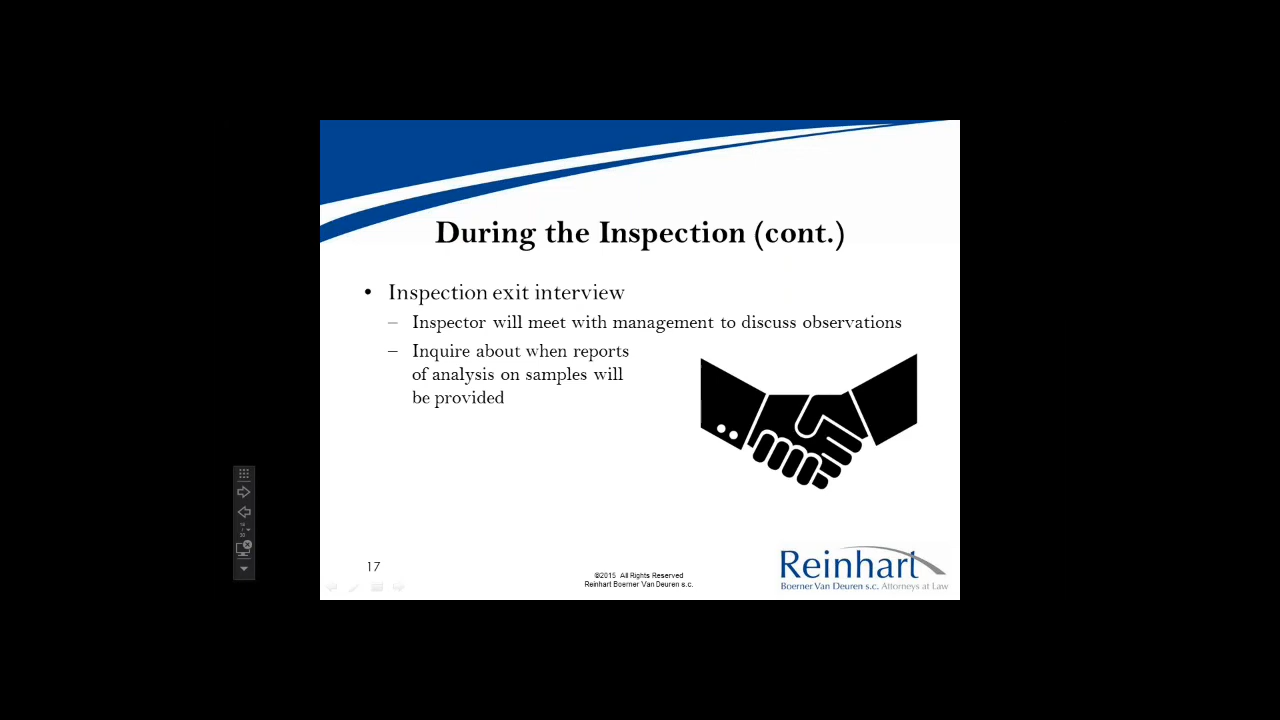 During the Inspection (cont.)
• Inspection exit interview
– Inspector will meet with management to discuss observations
– Inquire about when reports
of analysis on samples will
be provided
17
©2015 All Rights Reserved
Reinhart Boerner Van Deuren s.c.
Reinhart
Boerner Van Deuren s.c. Attorneys at Law